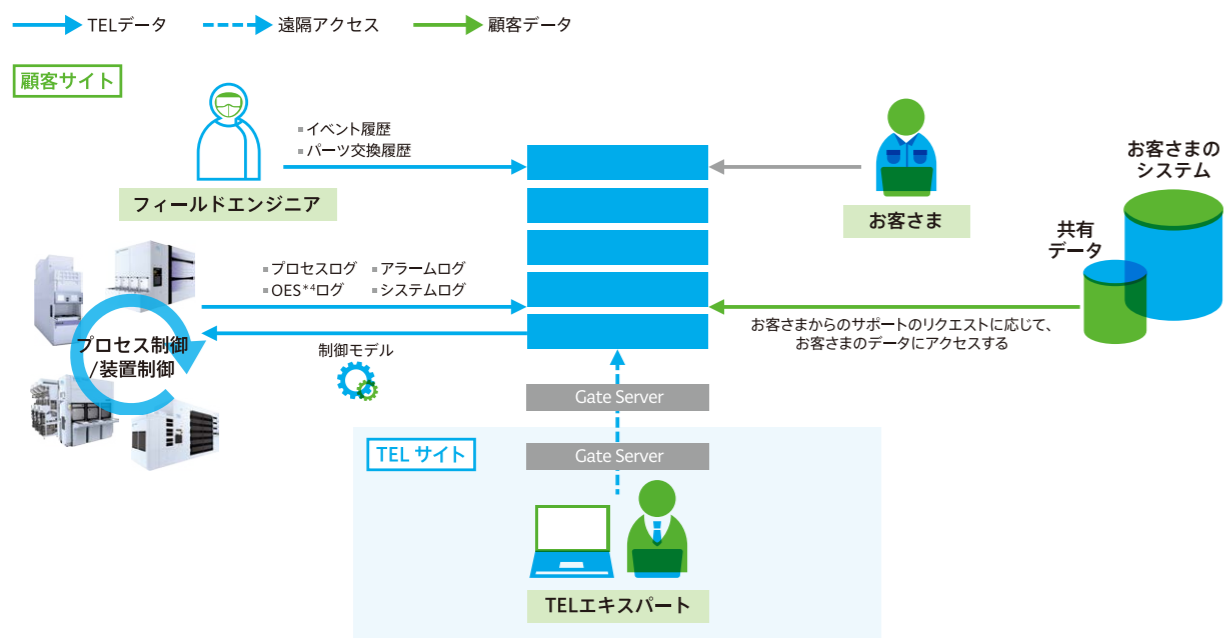 TELデータ
遠隔アクセス
顧客データ
顧客サイト
▪イベント履歴
▪パーツ交換履歴
フィールドエンジニア
お客さま
お客さまの
システム
共有
データ
▪プロセスログ ▪アラームログ
▪OES*4ログ ▪システムログ
プロセス制御
/装置制御
制御モデル
お客さまからのサポートのリクエストに応じて、
お客さまのデータにアクセスする
Gate Server
TEL サイト
Gate Server
TELエキスパート